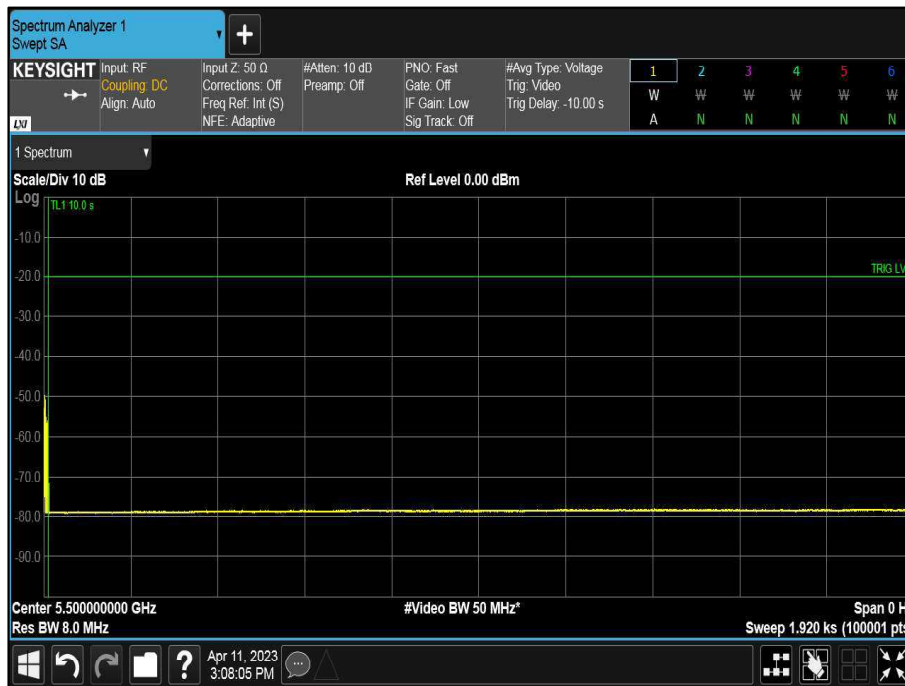 Spectrum Analyzer 1
Swept SA
+
KEYSIGHT
LXI
Input: RF
Coupling: DC
Align: Auto
Input Z: 50 Ω
Corrections: Off
Freq Ref: Int (S)
NFE: Adaptive
#Atten: 10 dB
Preamp: Off
PNO: Fast
Gate: Off
IF Gain: Low
Sig Track: Off
#Avg Type: Voltage
Trig: Video
Trig Delay: -10.00 s
1 2 3 4 5 6
W W W W W W
A N N N N N
1 Spectrum
Scale/Div 10 dB
Ref Level 0.00 dBm
Log
TL1 10.0 s
-10.0
-20.0
TRIG LV
-30.0
-40.0
-50.0
-60.0
-70.0
-80.0
-90.0
Center 5.500000000 GHz
#Video BW 50 MHz*
Span 0 H
Res BW 8.0 MHz
Sweep 1.920 ks (100001 pts
?
Apr 11, 2023
3:08:05 PM